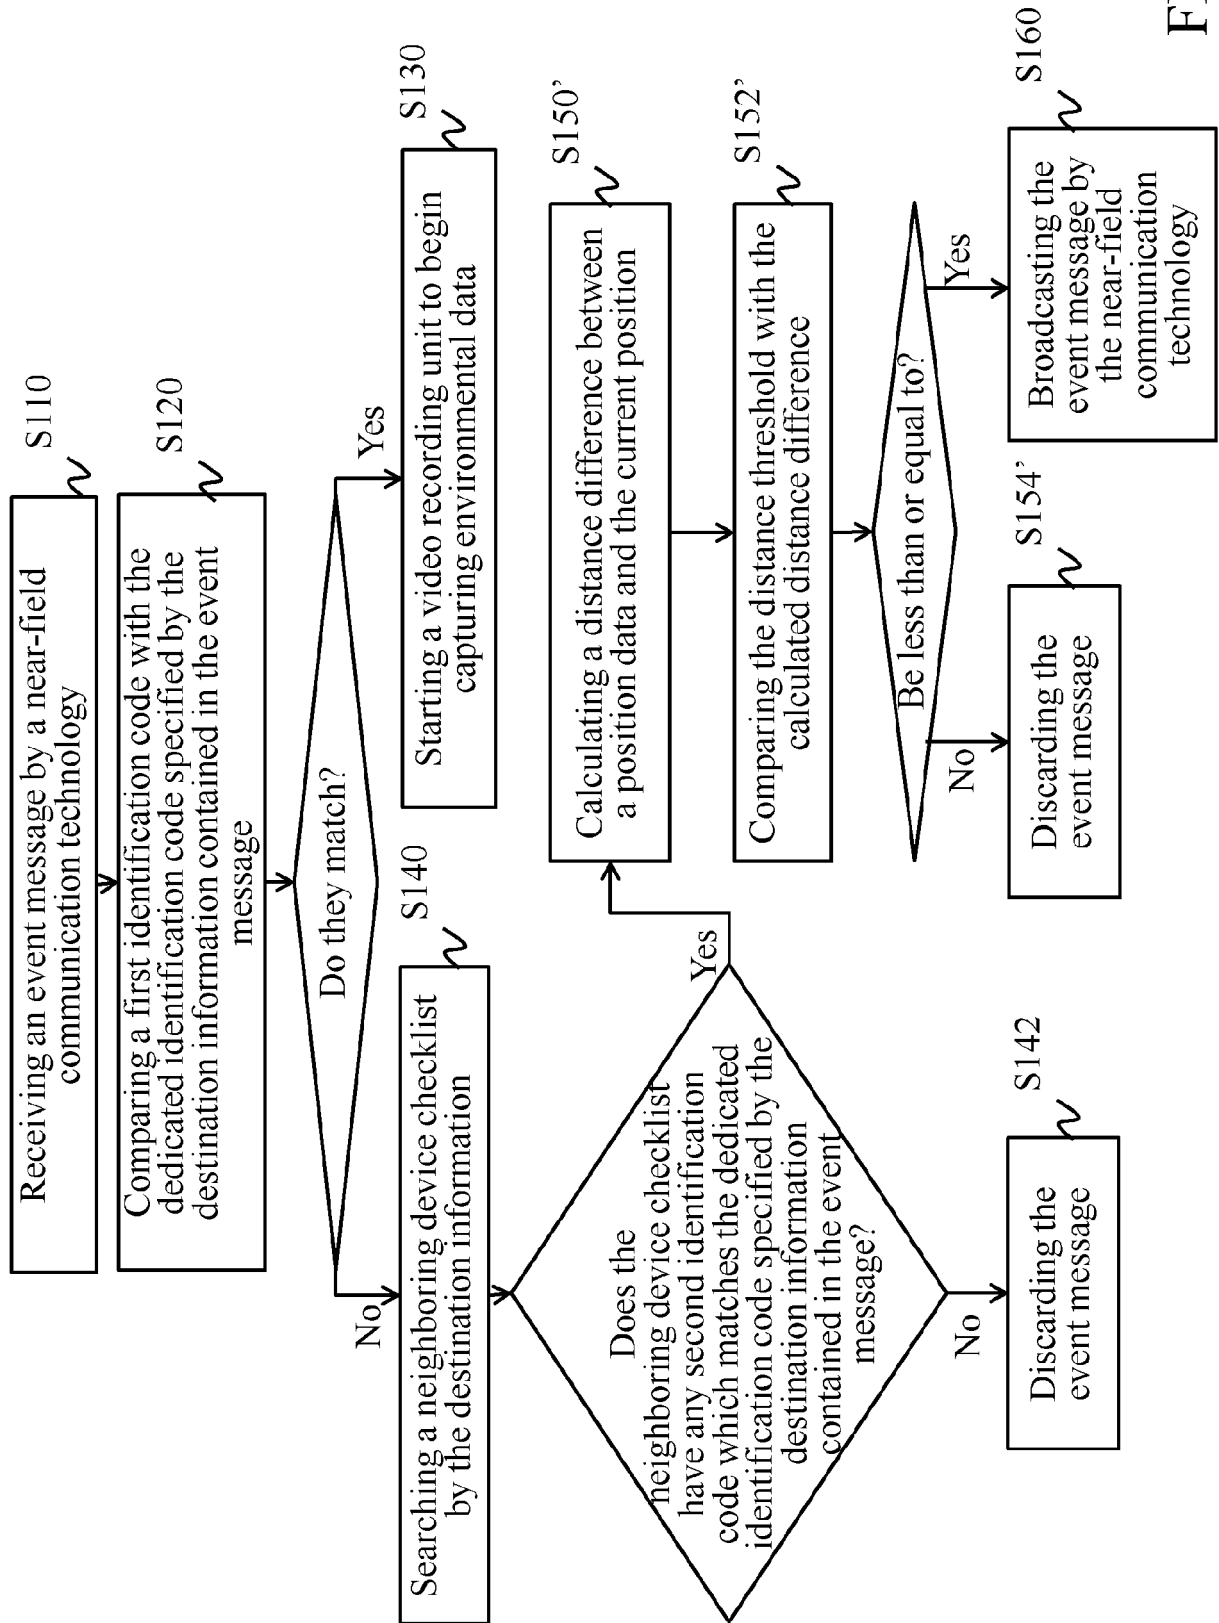 Receiving an event message by a near-field
communication technology
S110
Comparing a first identification code with the
dedicated identification code specified by the
destination information contained in the event
message
S120
Do they match?
Yes
No
Starting a video recording unit to begin
capturing environmental data
S130
Searching a neighboring device checklist
by the destination information
S140
Does the
neighboring device checklist
have any second identification
code which matches the dedicated
identification code specified by the
destination information
contained in the event
message?
Yes
No
Discarding the
event message
S142
Calculating a distance difference between
a position data and the current position
S150’
Comparing the distance threshold with the
calculated distance difference
S152’
Be less than or equal to?
No
Yes
Discarding the
event message
S154’
Broadcasting the
event message by
the near-field
communication
technology
S160